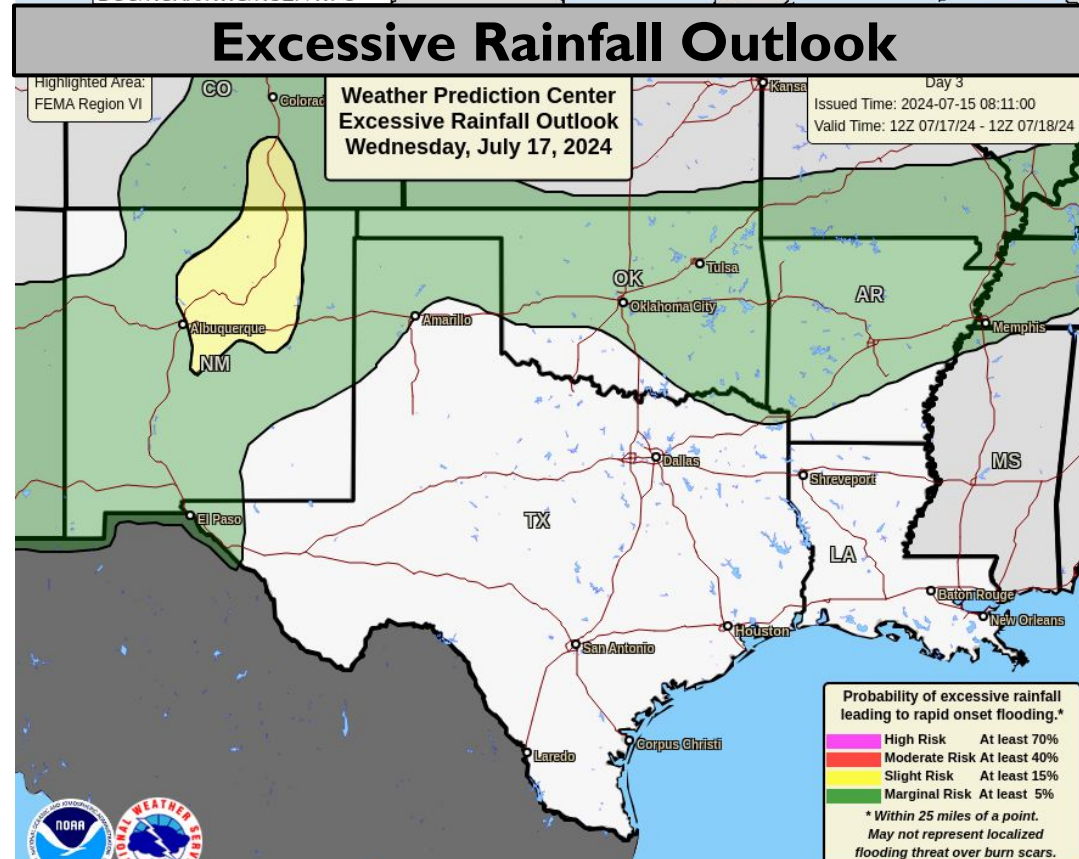 Excessive Rainfall Outlook
Highlighted Area:
FEMA Region VI
Weather Prediction Center
Excessive Rainfall Outlook
Wednesday, July 17, 2024
Day 3
Issued Time: 2024-07-15 08:11:00
Valid Time: 12Z 07/17/24 - 12Z 07/18/24
CO
Colorad
Kansa
OK
Tulsa
Oklahoma City
AR
Albuquerque
Amarillo
Memphis
NM
Dallas
MS
Shreveport
El Paso
TX
LA
Baton Rouge
New Orleans
Houston
San Antonio
Laredo
Corpus Christi
Probability of excessive rainfall
leading to rapid onset flooding.*
High Risk At least 70%
Moderate Risk At least 40%
Slight Risk At least 15%
Marginal Risk At least 5%
* Within 25 miles of a point.
May not represent localized
flooding threat over burn scars.
NOAA
WEATHER